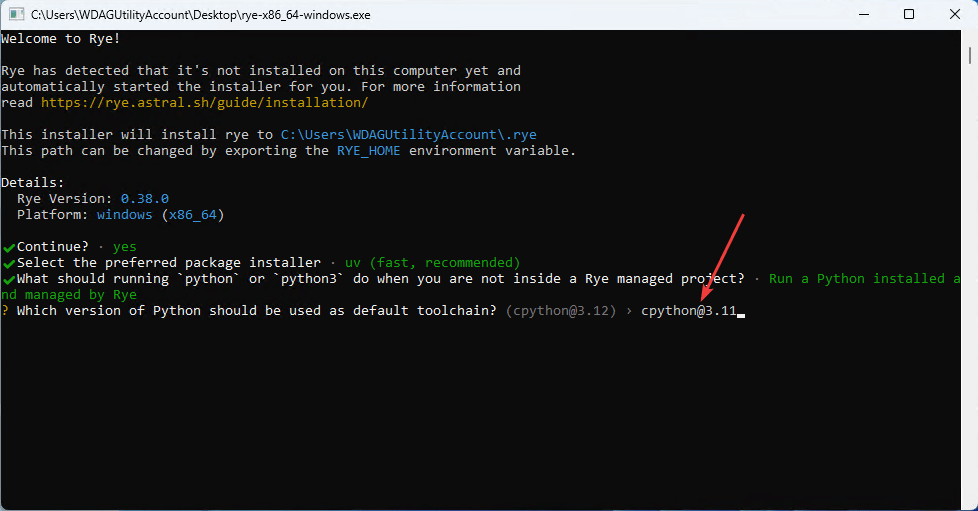 C:\Users\WDAGUtilityAccount\Desktop\rye-x86_64-windows.exe
Welcome to Rye!
Rye has detected that it's not installed on this computer yet and
automatically started the installer for you. For more information
read https://rye.astral.sh/guide/installation/
This installer will install rye to C:\Users\WDAGUtilityAccount\.rye
This path can be changed by exporting the RYE_HOME environment variable.
Details:
Rye Version: 0.38.0
Platform: windows (x86_64)
✔Continue? · yes
✔Select the preferred package installer · uv (fast, recommended)
✔What should running `python` or `python3` do when you are not inside a Rye managed project? · Run a Python installed a
nd managed by Rye
? Which version of Python should be used as default toolchain? (cpython@3.12) › cpython@3.11